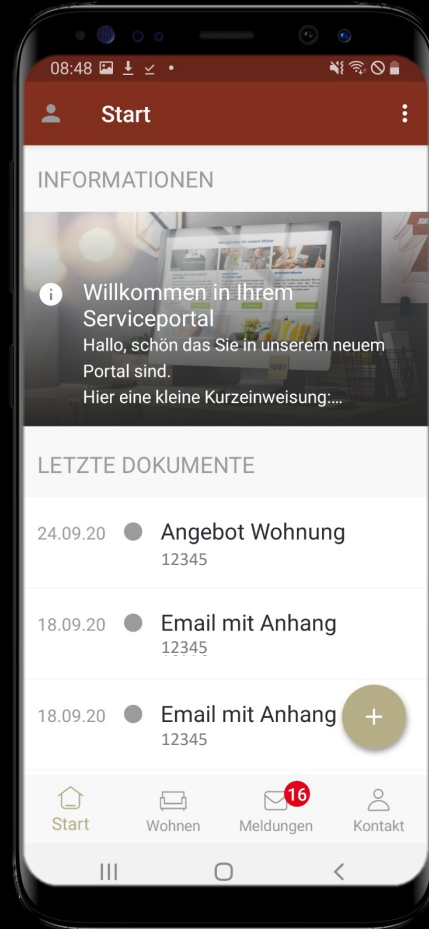 08:48
Start
INFORMATIONEN
Willkommen in Ihrem
Serviceportal
Hallo, schön das Sie in unserem neuem
Portal sind.
Hier eine kleine Kurzeinweisung:...
LETZTE DOKUMENTE
24.09.20 Angebot Wohnung
12345
18.09.20 Email mit Anhang
12345
18.09.20 Email mit Anhang
12345
+
16
Start Wohnen Meldungen Kontakt